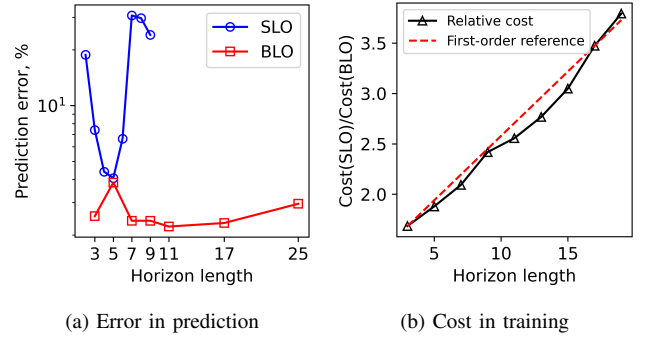 SLO
BLO
Prediction error, %
10¹
3 5 7 9 11 17 25
Horizon length
(a) Error in prediction
Relative cost
First-order reference
Cost(SLO)/Cost(BLO)
3.5
3.0
2.5
2.0
5 10 15
Horizon length
(b) Cost in training